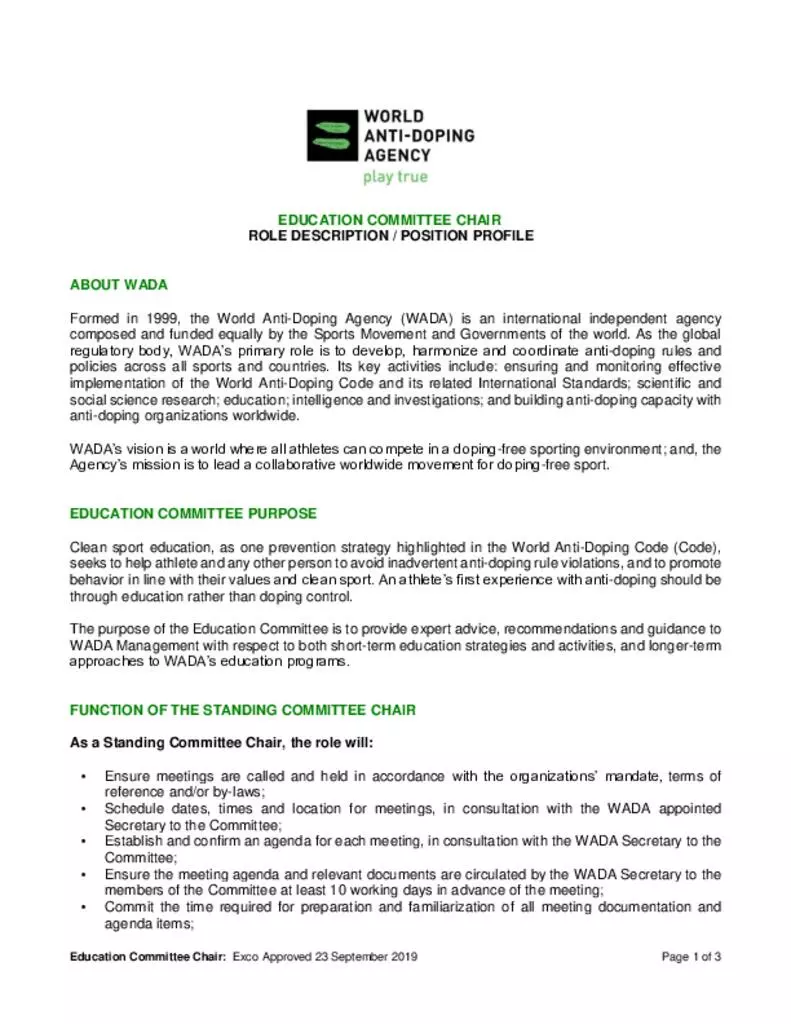 WORLD
ANTI-DOPING
AGENCY
play true
EDUCATION COMMITTEE CHAIR
ROLE DESCRIPTION / POSITION PROFILE
ABOUT WADA
Formed in 1999, the World Anti-Doping Agency (WADA) is an international independent agency
composed and funded equally by the Sports Movement and Governments of the world. As the global
regulatory body, WADA's primary role is to develop, harmonize and coordinate anti-doping rules and
policies across all sports and countries. Its key activities include: ensuring and monitoring effective
implementation of the World Anti-Doping Code and its related International Standards; scientific and
social science research; education; intelligence and investigations; and building anti-doping capacity with
anti-doping organizations worldwide.
WADA's vision is a world where all athletes can compete in a doping-free sporting environment; and, the
Agency's mission is to lead a collaborative worldwide movement for doping-free sport.
EDUCATION COMMITTEE PURPOSE
Clean sport education, as one prevention strategy highlighted in the World Anti-Doping Code (Code),
seeks to help athlete and any other person to avoid inadvertent anti-doping rule violations, and to promote
behavior in line with their values and clean sport. An athlete's first experience with anti-doping should be
through education rather than doping control.
The purpose of the Education Committee is to provide expert advice, recommendations and guidance to
WADA Management with respect to both short-term education strategies and activities, and longer-term
approaches to WADA's education programs.
FUNCTION OF THE STANDING COMMITTEE CHAIR
As a Standing Committee Chair, the role will:
• Ensure meetings are called and held in accordance with the organizations' mandate, terms of
reference and/or by-laws;
• Schedule dates, times and location for meetings, in consultation with the WADA appointed
Secretary to the Committee;
• Establish and confirm an agenda for each meeting, in consultation with the WADA Secretary to the
Committee;
• Ensure the meeting agenda and relevant documents are circulated by the WADA Secretary to the
members of the Committee at least 10 working days in advance of the meeting;
• Commit the time required for preparation and familiarization of all meeting documentation and
agenda items;
Education Committee Chair: Exco Approved 23 September 2019 Page 1 of 3